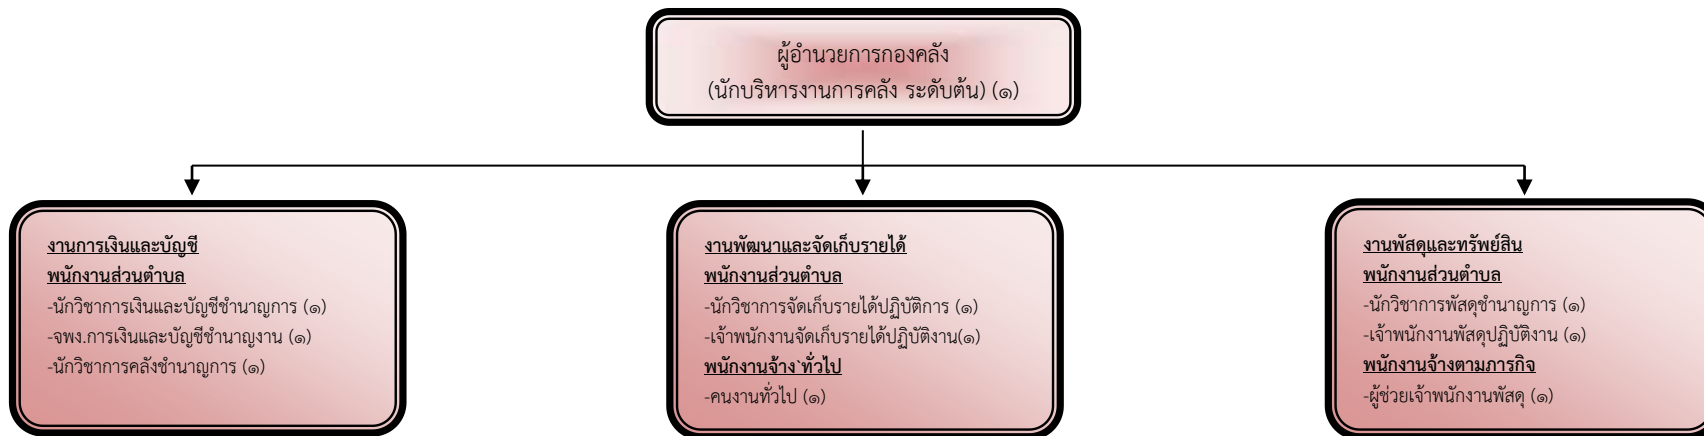 ผู้อำนวยการกองคลัง
(นักบริหารงานการคลัง ระดับต้น) (๑)
งานการเงินและบัญชี
พนักงานส่วนตำบล
-นักวิชาการเงินและบัญชีชำนาญการ (๑)
-จพง.การเงินและบัญชีชำนาญงาน (๑)
-นักวิชาการคลังชำนาญการ (๑)
งานพัฒนาและจัดเก็บรายได้
พนักงานส่วนตำบล
-นักวิชาการจัดเก็บรายได้ปฏิบัติการ (๑)
-เจ้าพนักงานจัดเก็บรายได้ปฏิบัติงาน(๑)
พนักงานจ้าง`ทั่วไป
-คนงานทั่วไป (๑)
งานพัสดุและทรัพย์สิน
พนักงานส่วนตำบล
-นักวิชาการพัสดุชำนาญการ (๑)
-เจ้าพนักงานพัสดุปฏิบัติงาน (๑)
พนักงานจ้างตามภารกิจ
-ผู้ช่วยเจ้าพนักงานพัสดุ (๑)